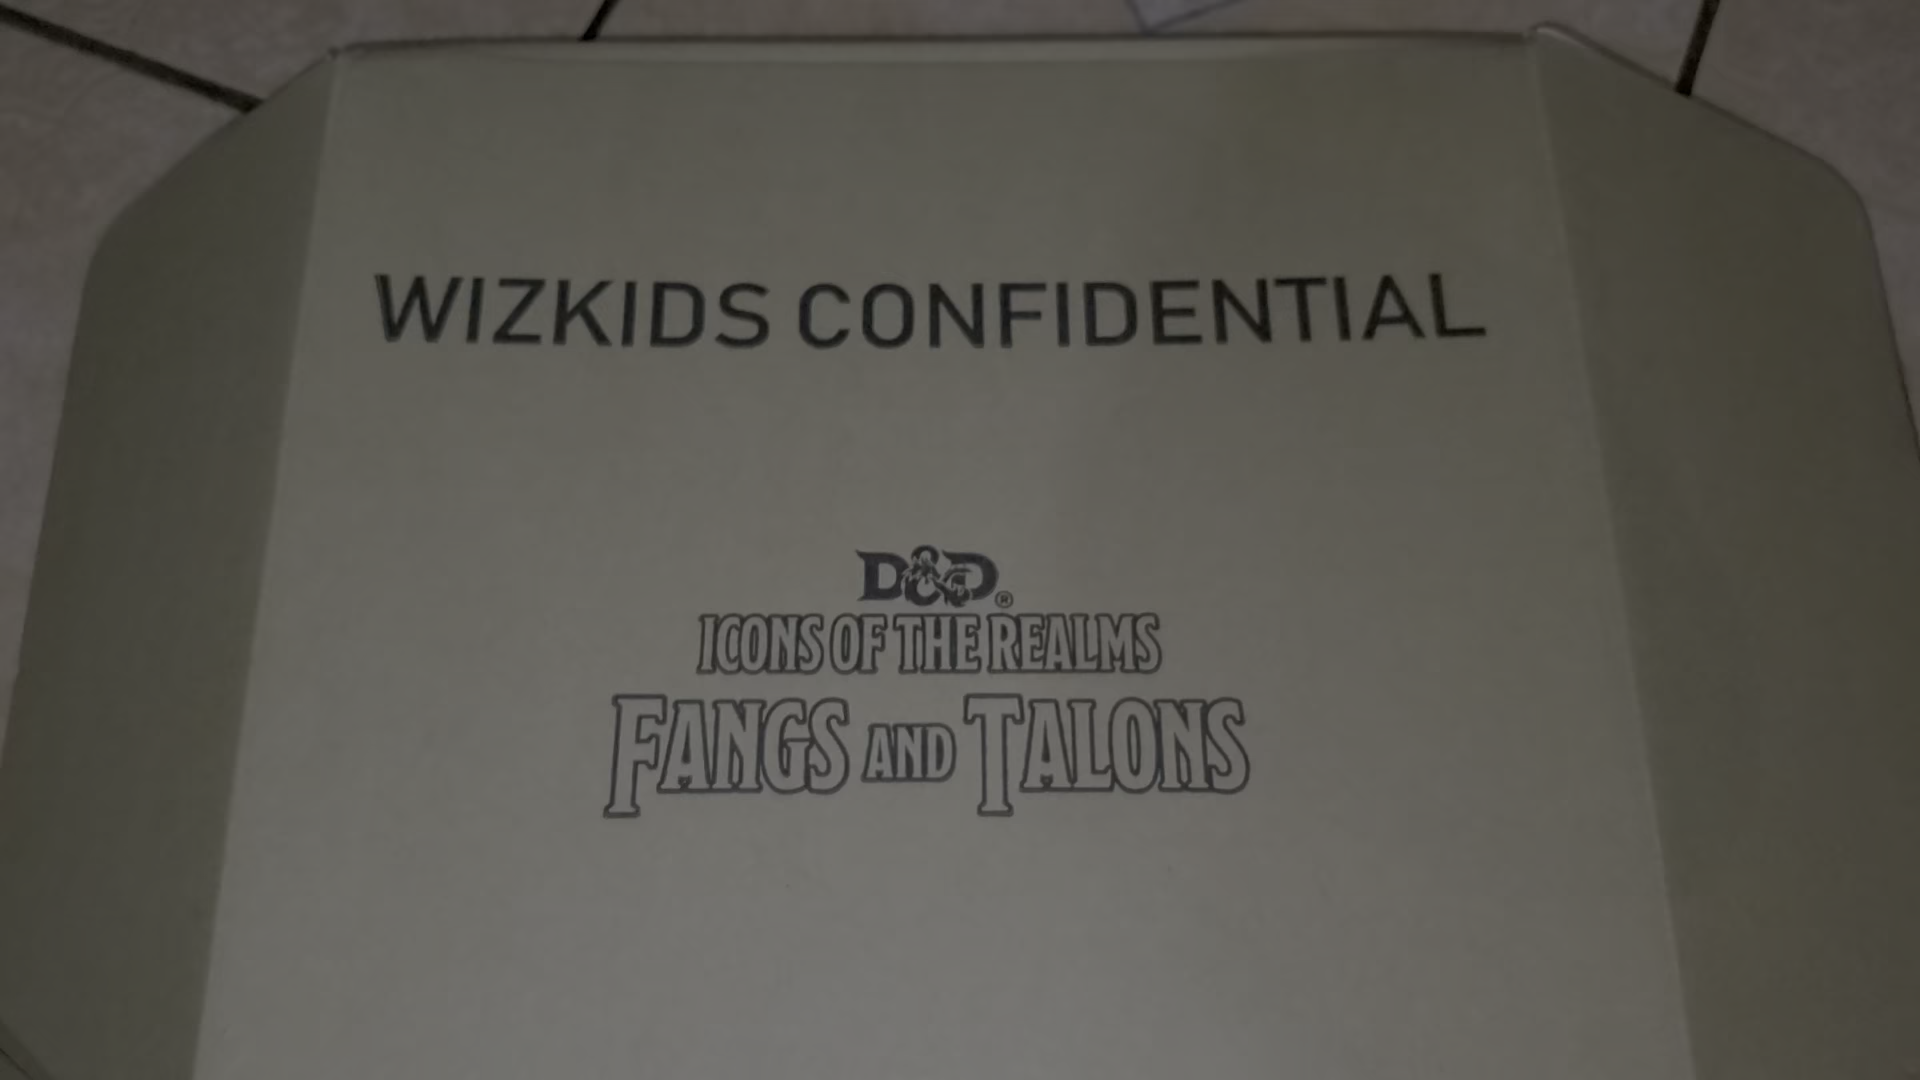 WIZKIDS CONFIDENTIAL
D&D®
ICONS OF THE REALMS
FANGS AND TALONS